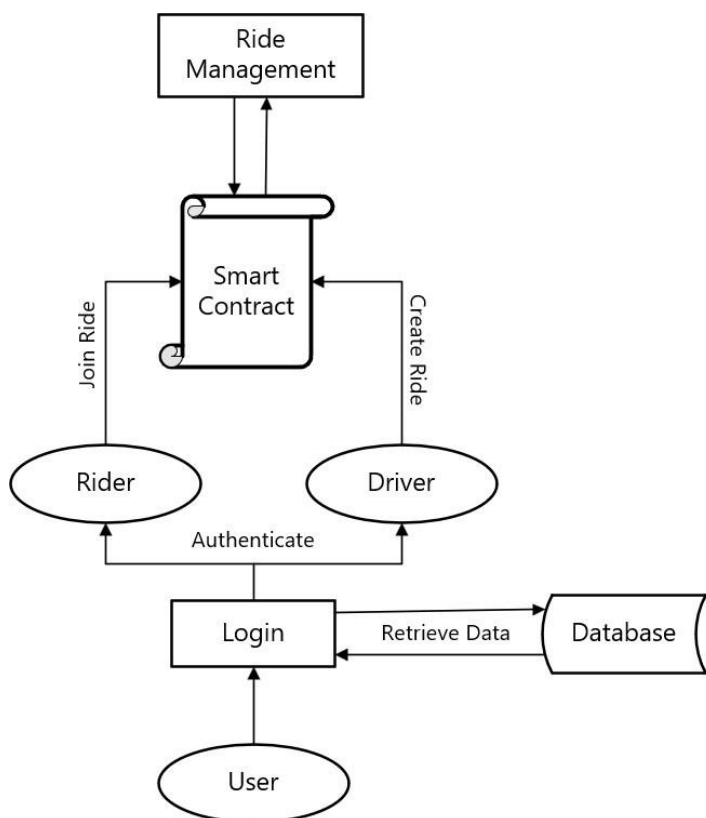 Ride
Management
Smart
Contract
Join Ride
Create Ride
Rider
Driver
Authenticate
Login
Retrieve Data
Database
User